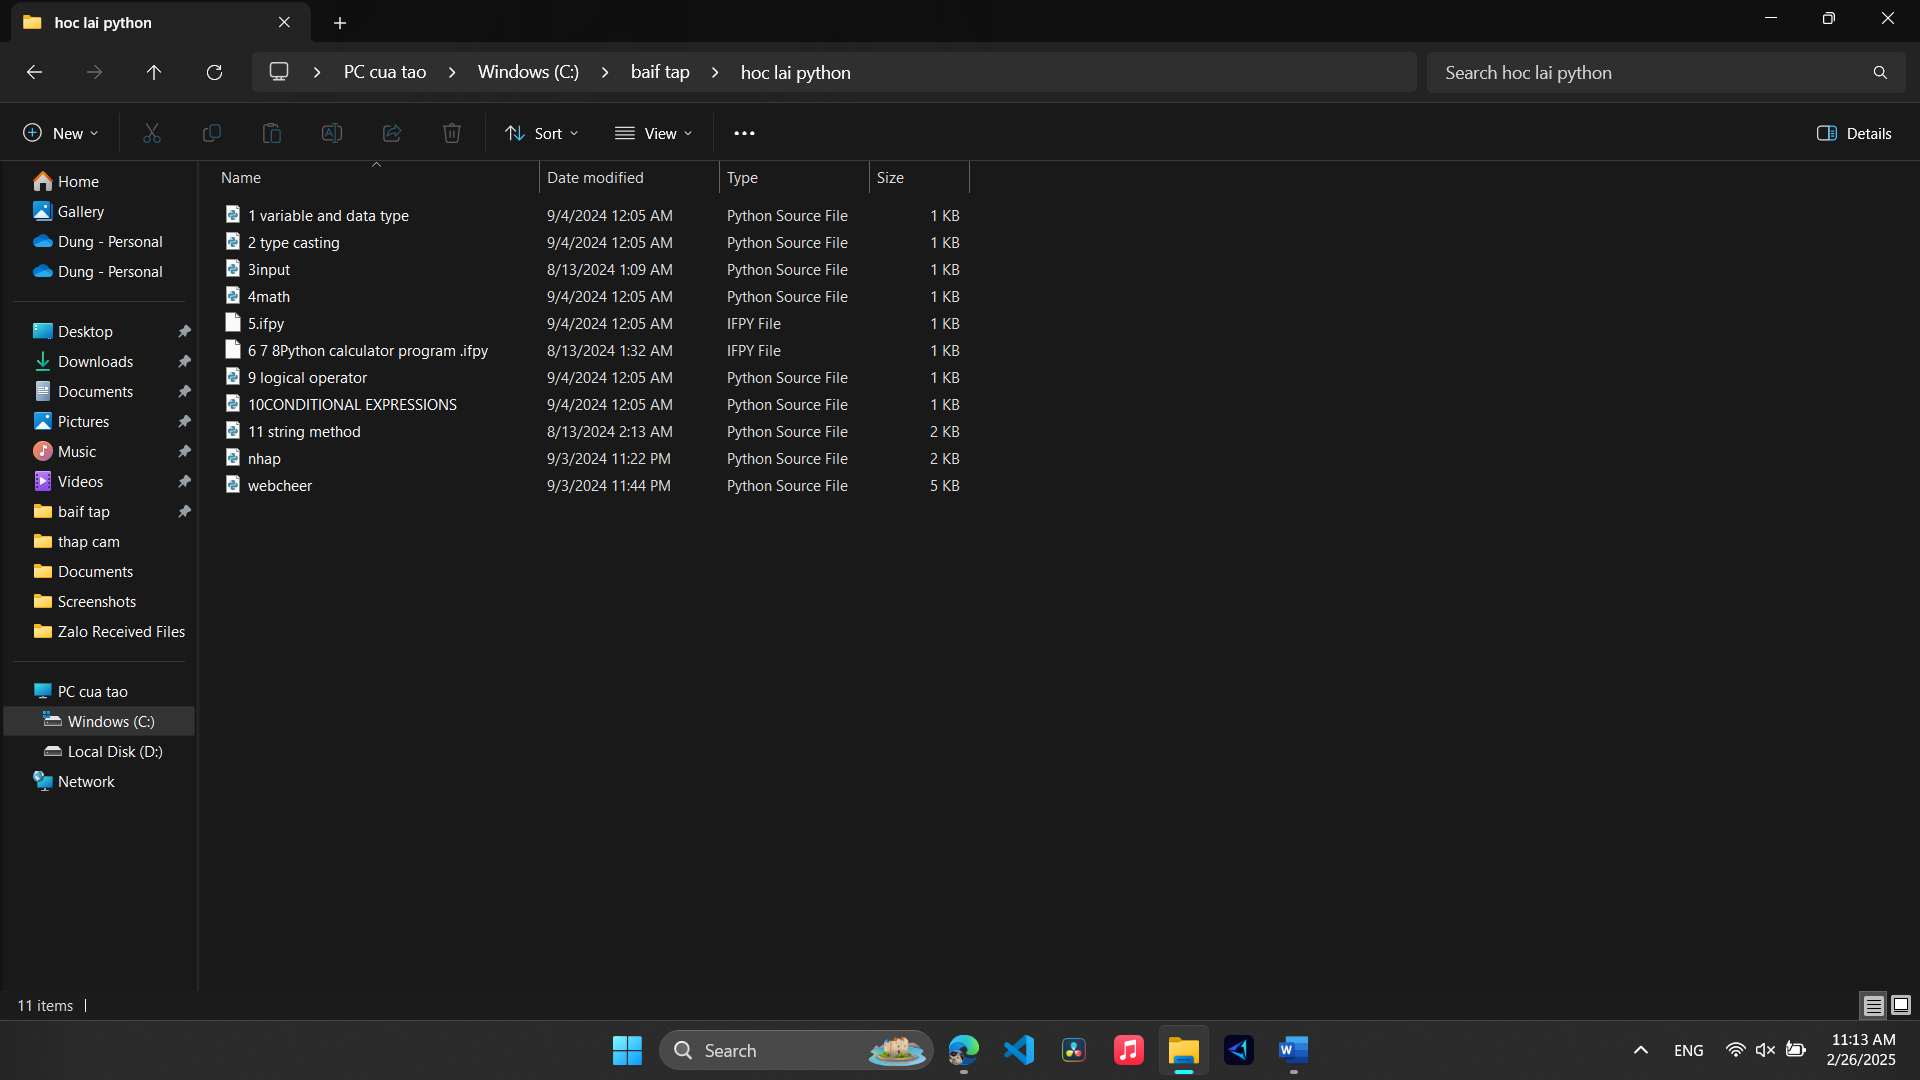 hoc lai python
PC cua tao
Windows (C:)
baif tap
hoc lai python
Search hoc lai python
New
Sort
View
Details
Name
Date modified
Type
Size
Home
Gallery
Dung - Personal
Dung - Personal
Desktop
Downloads
Documents
Pictures
Music
Videos
baif tap
thap cam
Documents
Screenshots
Zalo Received Files
PC cua tao
Windows (C:)
Local Disk (D:)
Network
1 variable and data type 9/4/2024 12:05 AM Python Source File 1 KB
2 type casting 9/4/2024 12:05 AM Python Source File 1 KB
3input 8/13/2024 1:09 AM Python Source File 1 KB
4math 9/4/2024 12:05 AM Python Source File 1 KB
5.ifpy 9/4/2024 12:05 AM IFPY File 1 KB
6 7 8Python calculator program .ifpy 8/13/2024 1:32 AM IFPY File 1 KB
9 logical operator 9/4/2024 12:05 AM Python Source File 1 KB
10CONDITIONAL EXPRESSIONS 9/4/2024 12:05 AM Python Source File 1 KB
11 string method 8/13/2024 2:13 AM Python Source File 2 KB
nhap 9/3/2024 11:22 PM Python Source File 2 KB
webcheer 9/3/2024 11:44 PM Python Source File 5 KB
11 items
Search
ENG
11:13 AM
2/26/2025